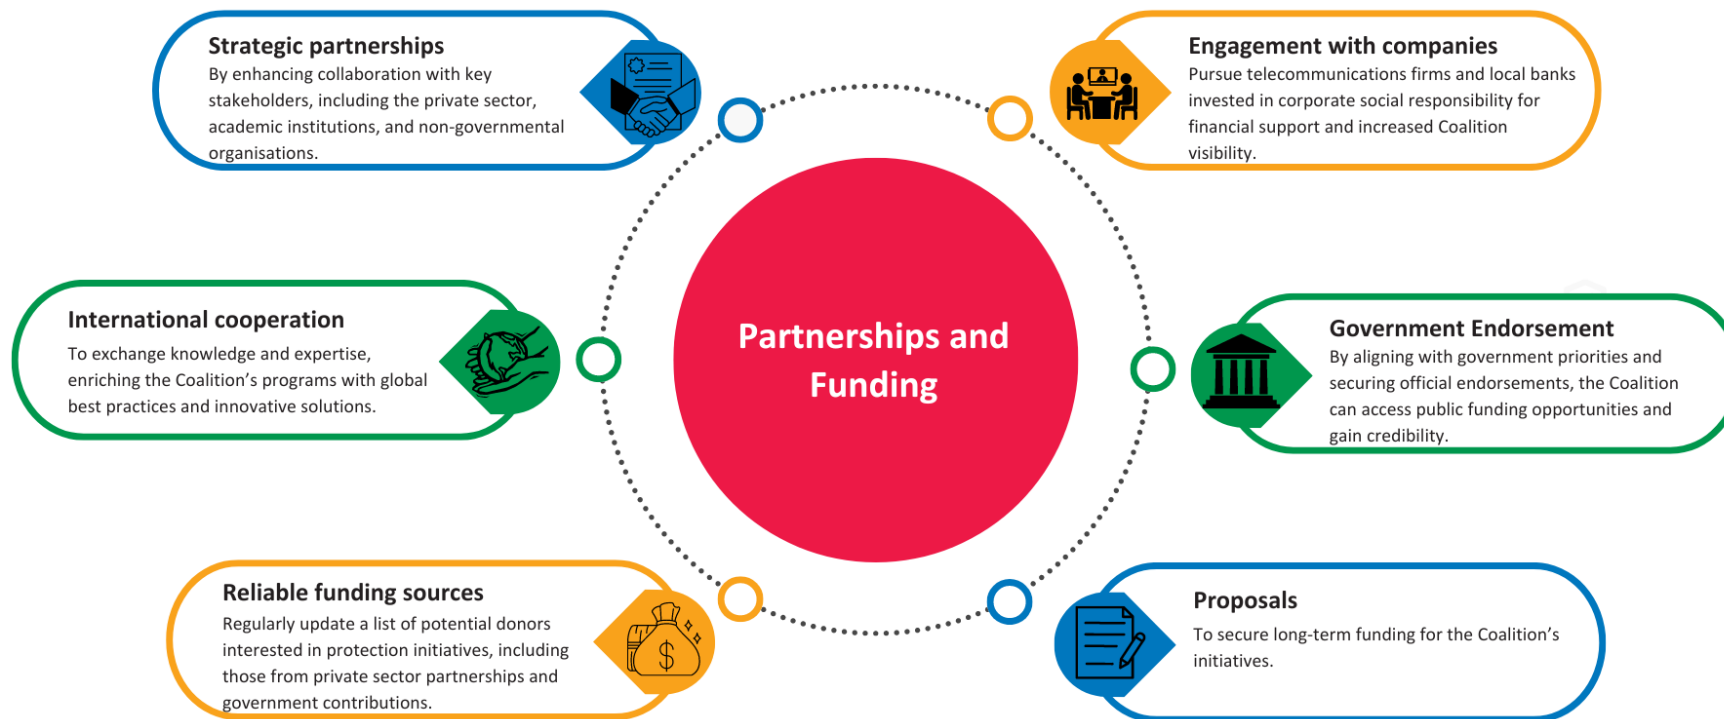 Strategic partnerships
By enhancing collaboration with key
stakeholders, including the private sector,
academic institutions, and non-governmental
organisations.
Engagement with companies
Pursue telecommunications firms and local banks
invested in corporate social responsibility for
financial support and increased Coalition
visibility.
International cooperation
To exchange knowledge and expertise,
enriching the Coalition’s programs with global
best practices and innovative solutions.
Partnerships and
Funding
Government Endorsement
By aligning with government priorities and
securing official endorsements, the Coalition
can access public funding opportunities and
gain credibility.
Reliable funding sources
Regularly update a list of potential donors
interested in protection initiatives, including
those from private sector partnerships and
government contributions.
$
Proposals
To secure long-term funding for the Coalition’s
initiatives.